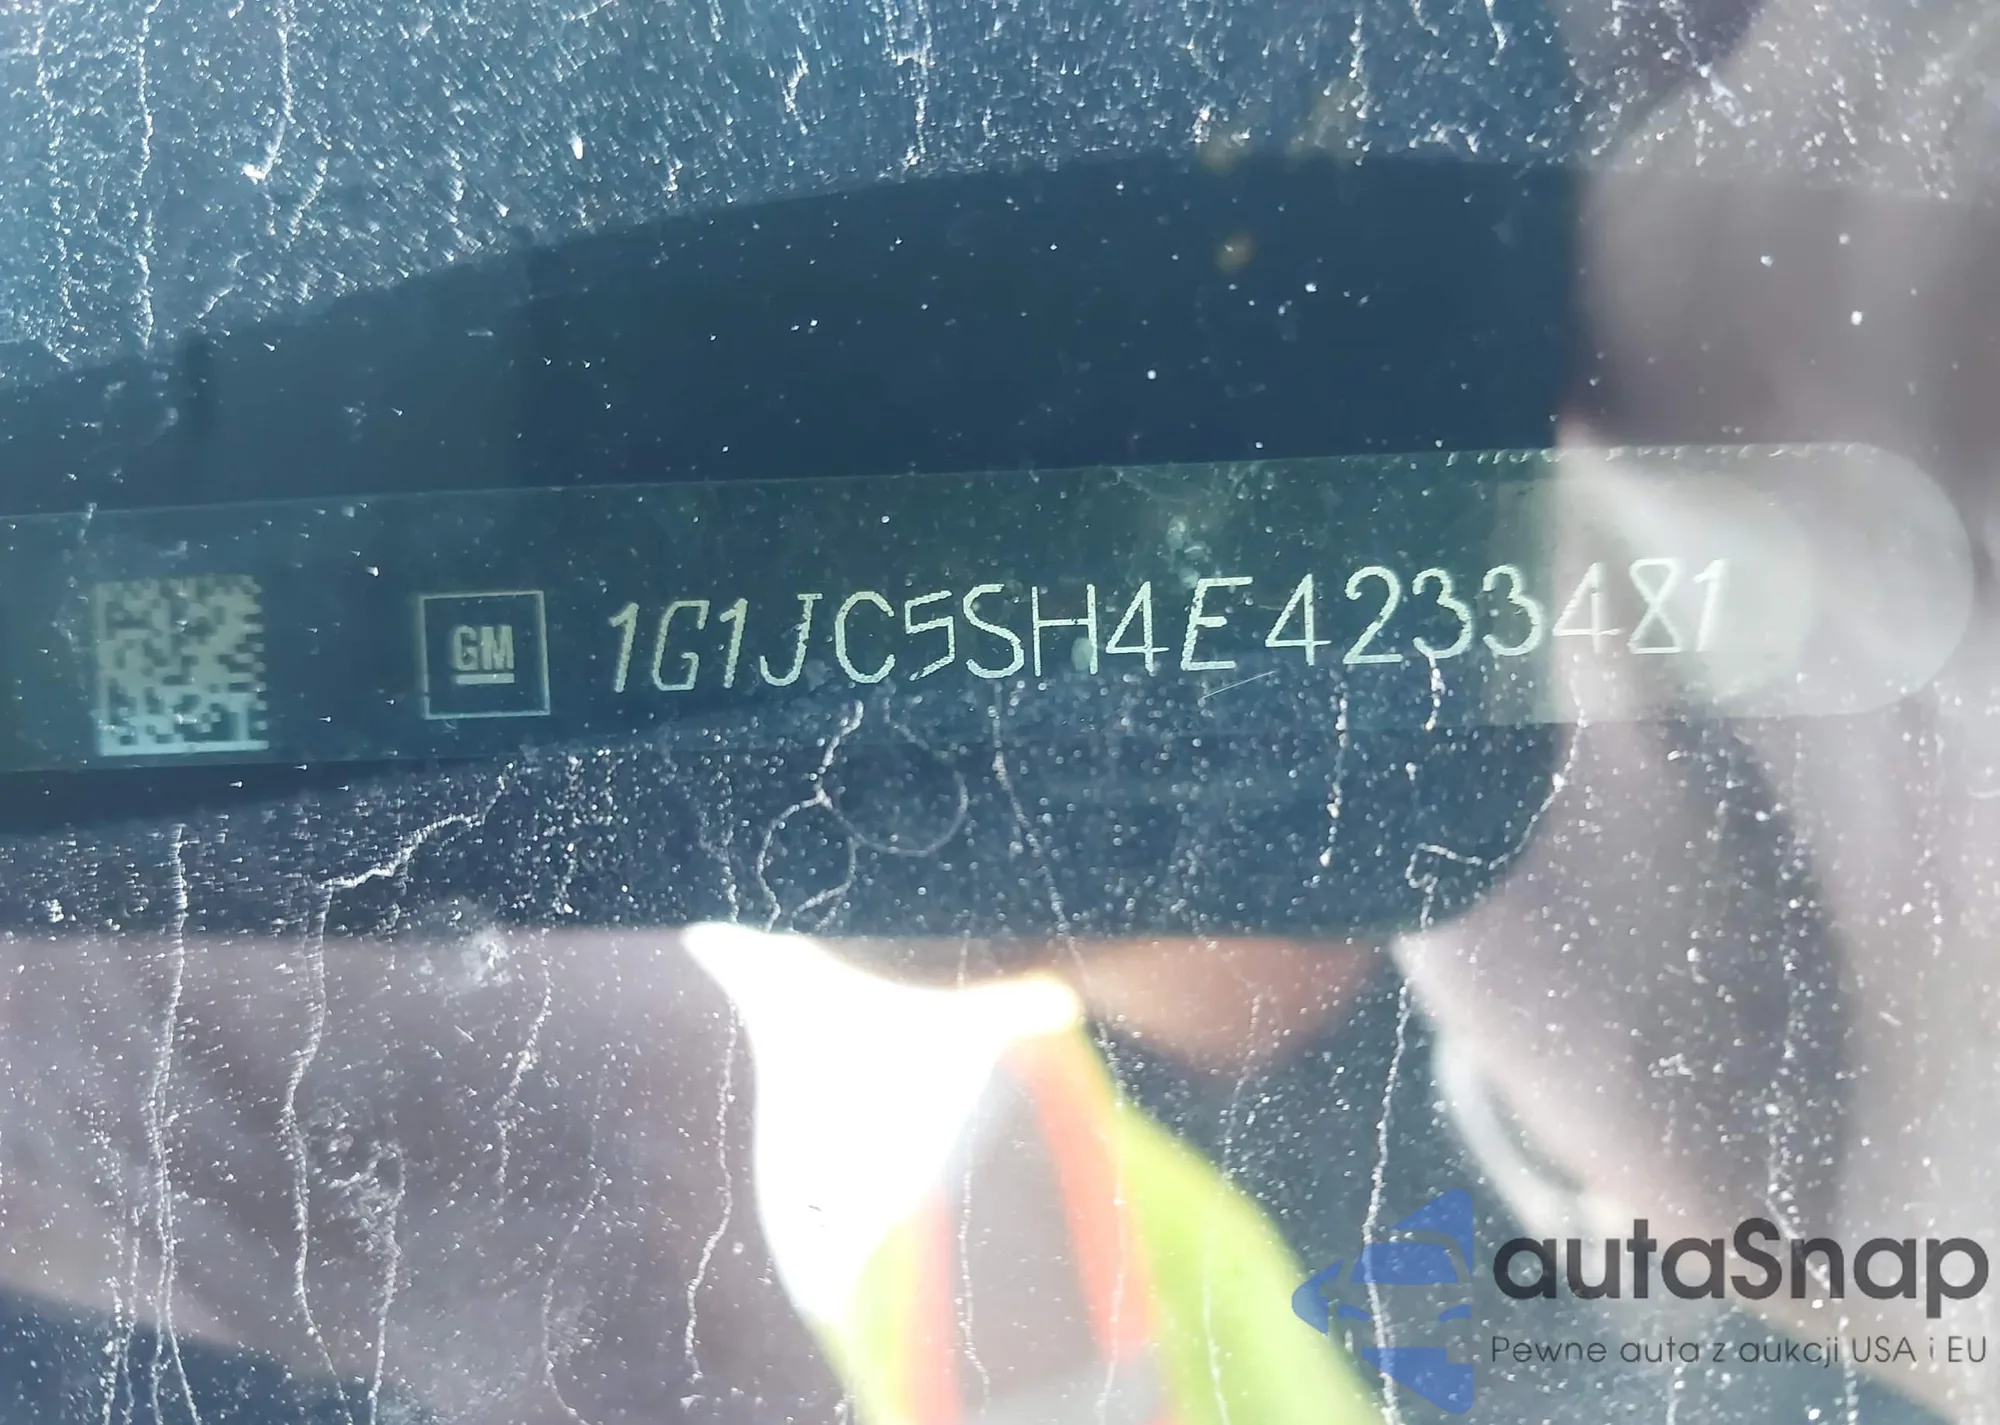 GM 1G1JC5SH4E4233481
autaSnap
Pewne auta z aukcji USA i EU